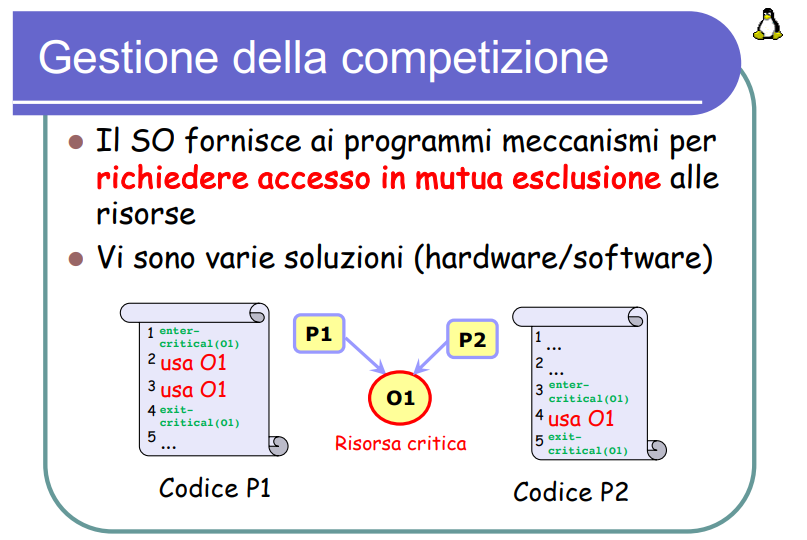 Gestione della competizione
Il SO fornisce ai programmi meccanismi per
richiedere accesso in mutua esclusione alle
risorse
Vi sono varie soluzioni (hardware/software)
1 enter-
critical(O1)
2 usa O1
3 usa O1
4 exit-
critical(O1)
5 ...
Codice P1
P1
P2
O1
Risorsa critica
1 ...
2 ...
3 enter-
critical(O1)
4 usa O1
5 exit-
critical(O1)
Codice P2